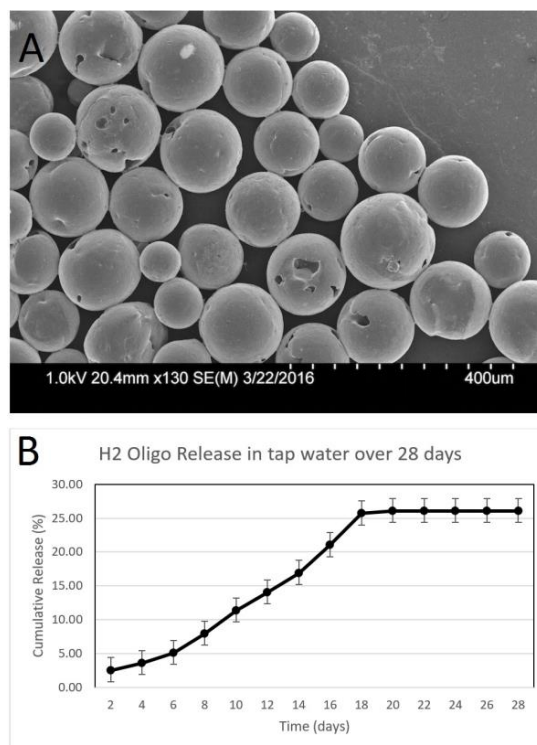 A
1.0kV 20.4mm x130 SE(M) 3/22/2016 400um
B
H2 Oligo Release in tap water over 28 days
Cumulative Release (%)
30.00
25.00
20.00
15.00
10.00
5.00
0.00
2 4 6 8 10 12 14 16 18 20 22 24 26 28
Time (days)